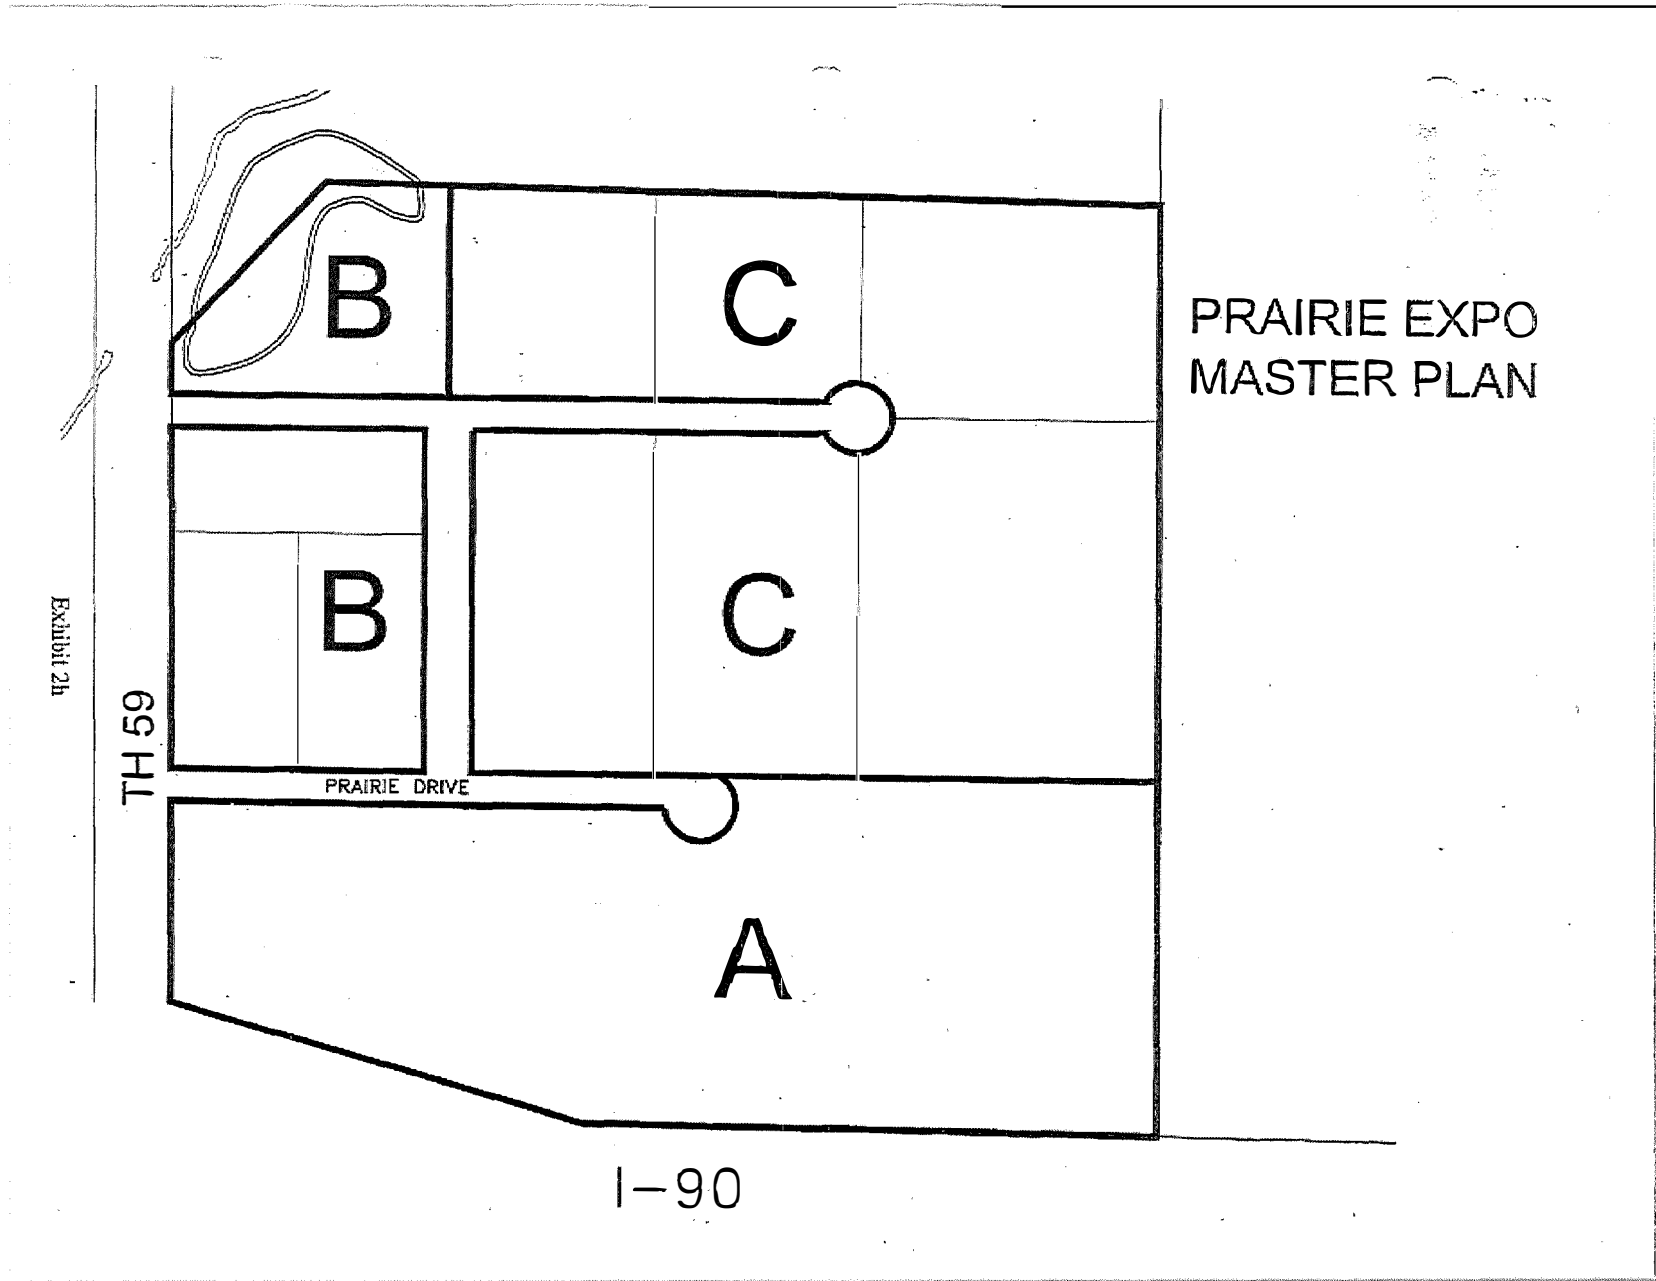 B
C
PRAIRIE EXPO
MASTER PLAN
B
C
Exhibit 2h
TH 59
PRAIRIE DRIVE
A
I-90